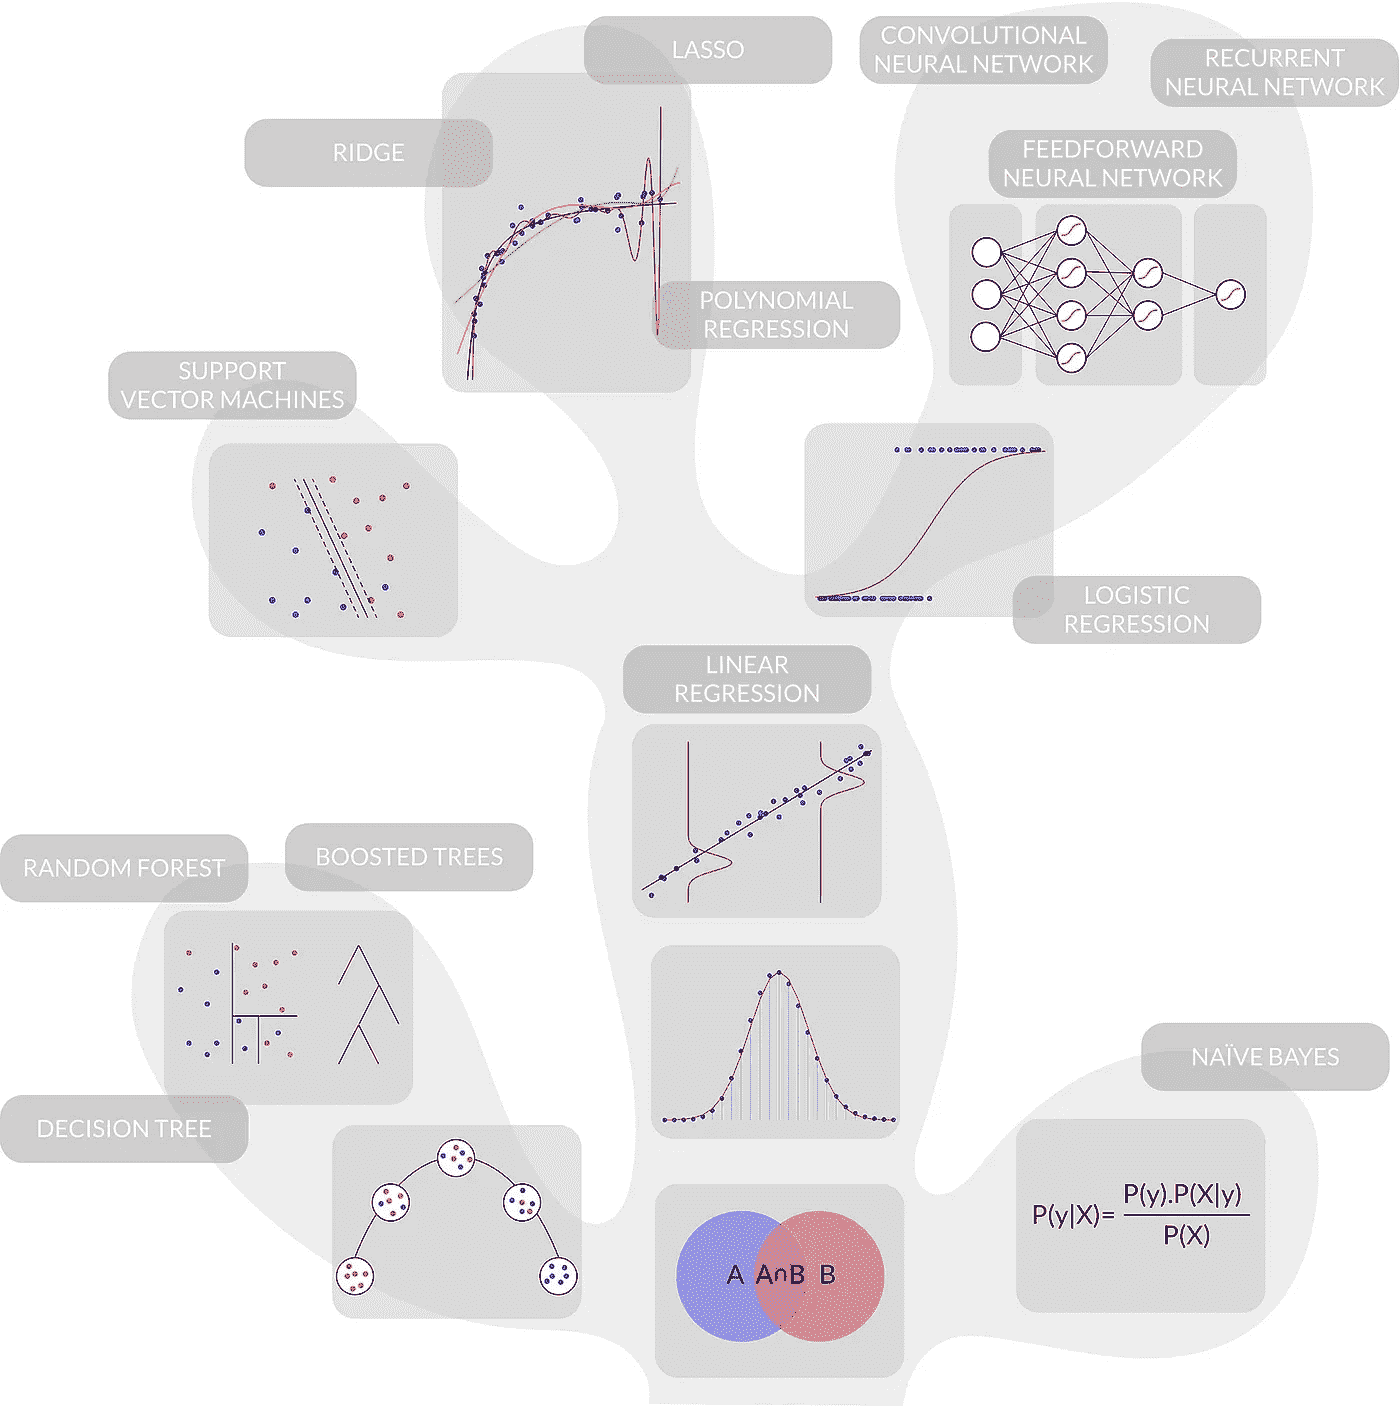 LASSO
CONVOLUTIONAL
NEURAL NETWORK
RECURRENT
NEURAL NETWORK
RIDGE
FEEDFORWARD
NEURAL NETWORK
POLYNOMIAL
REGRESSION
SUPPORT
VECTOR MACHINES
LOGISTIC
REGRESSION
LINEAR
REGRESSION
RANDOM FOREST
BOOSTED TREES
NAÏVE BAYES
DECISION TREE
P(y|X)=
P(y).P(X|y)
P(X)
A A∩B B